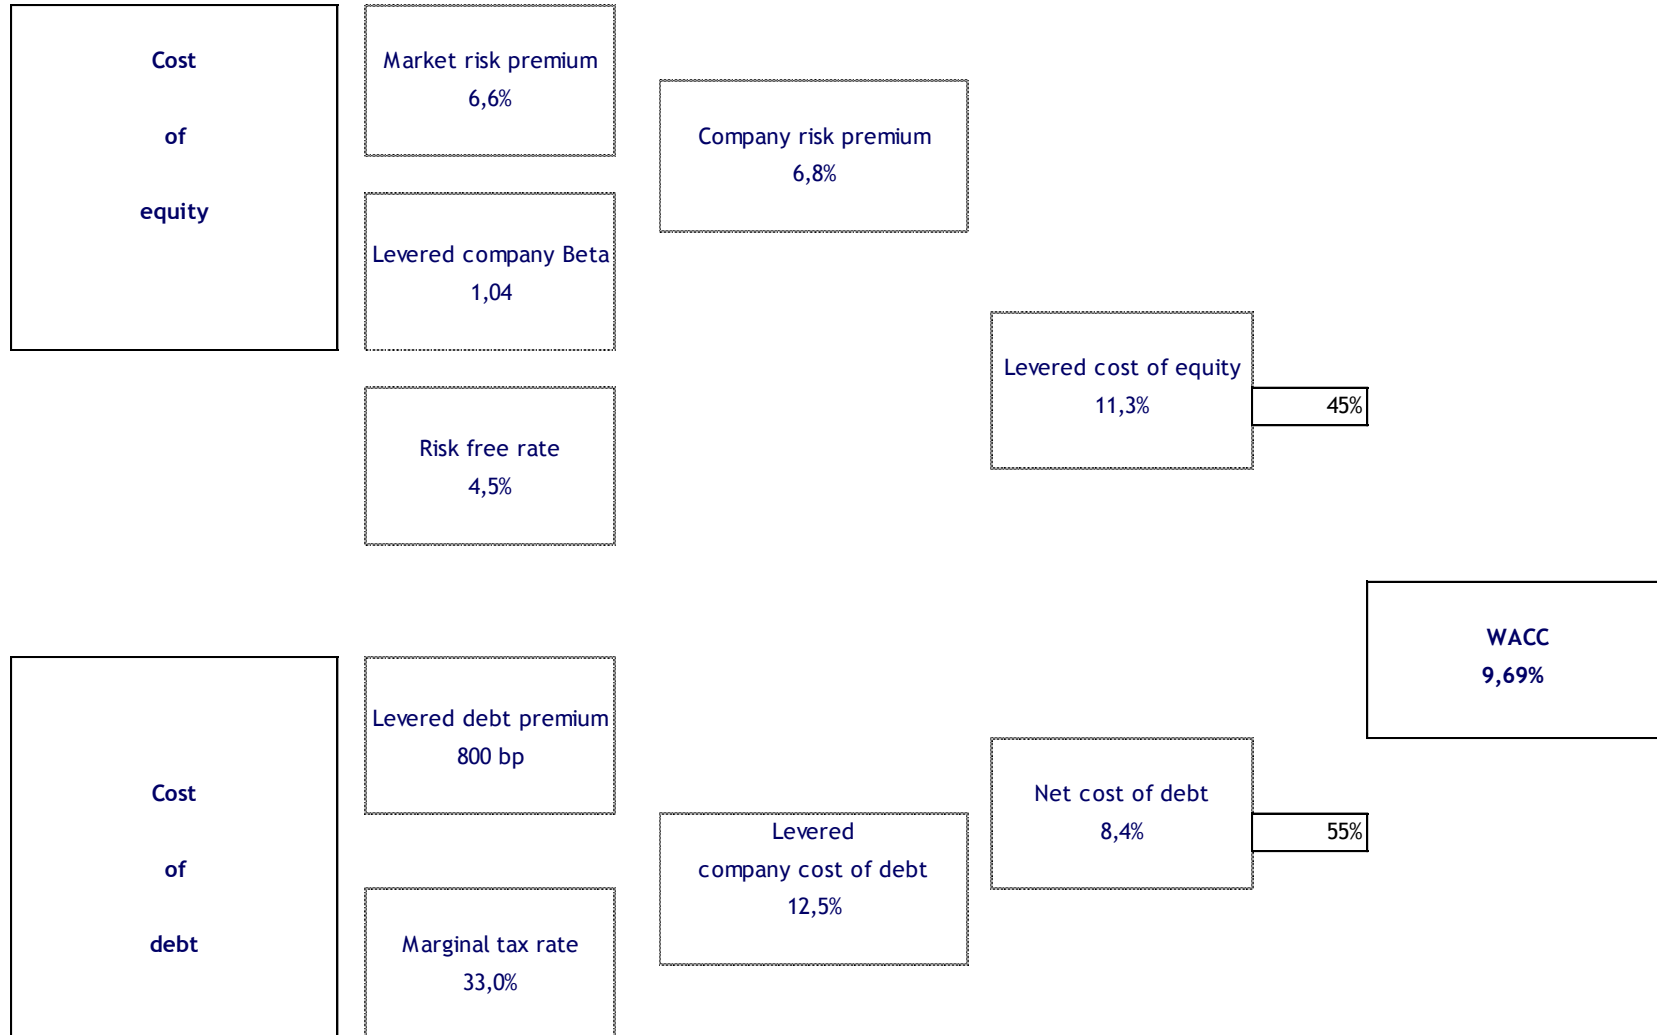 Cost
of
equity
Market risk premium
6,6%
Levered company Beta
1,04
Risk free rate
4,5%
Company risk premium
6,8%
Levered cost of equity
11,3%
45%
WACC
9,69%
Cost
of
debt
Levered debt premium
800 bp
Marginal tax rate
33,0%
Levered
company cost of debt
12,5%
Net cost of debt
8,4%
55%